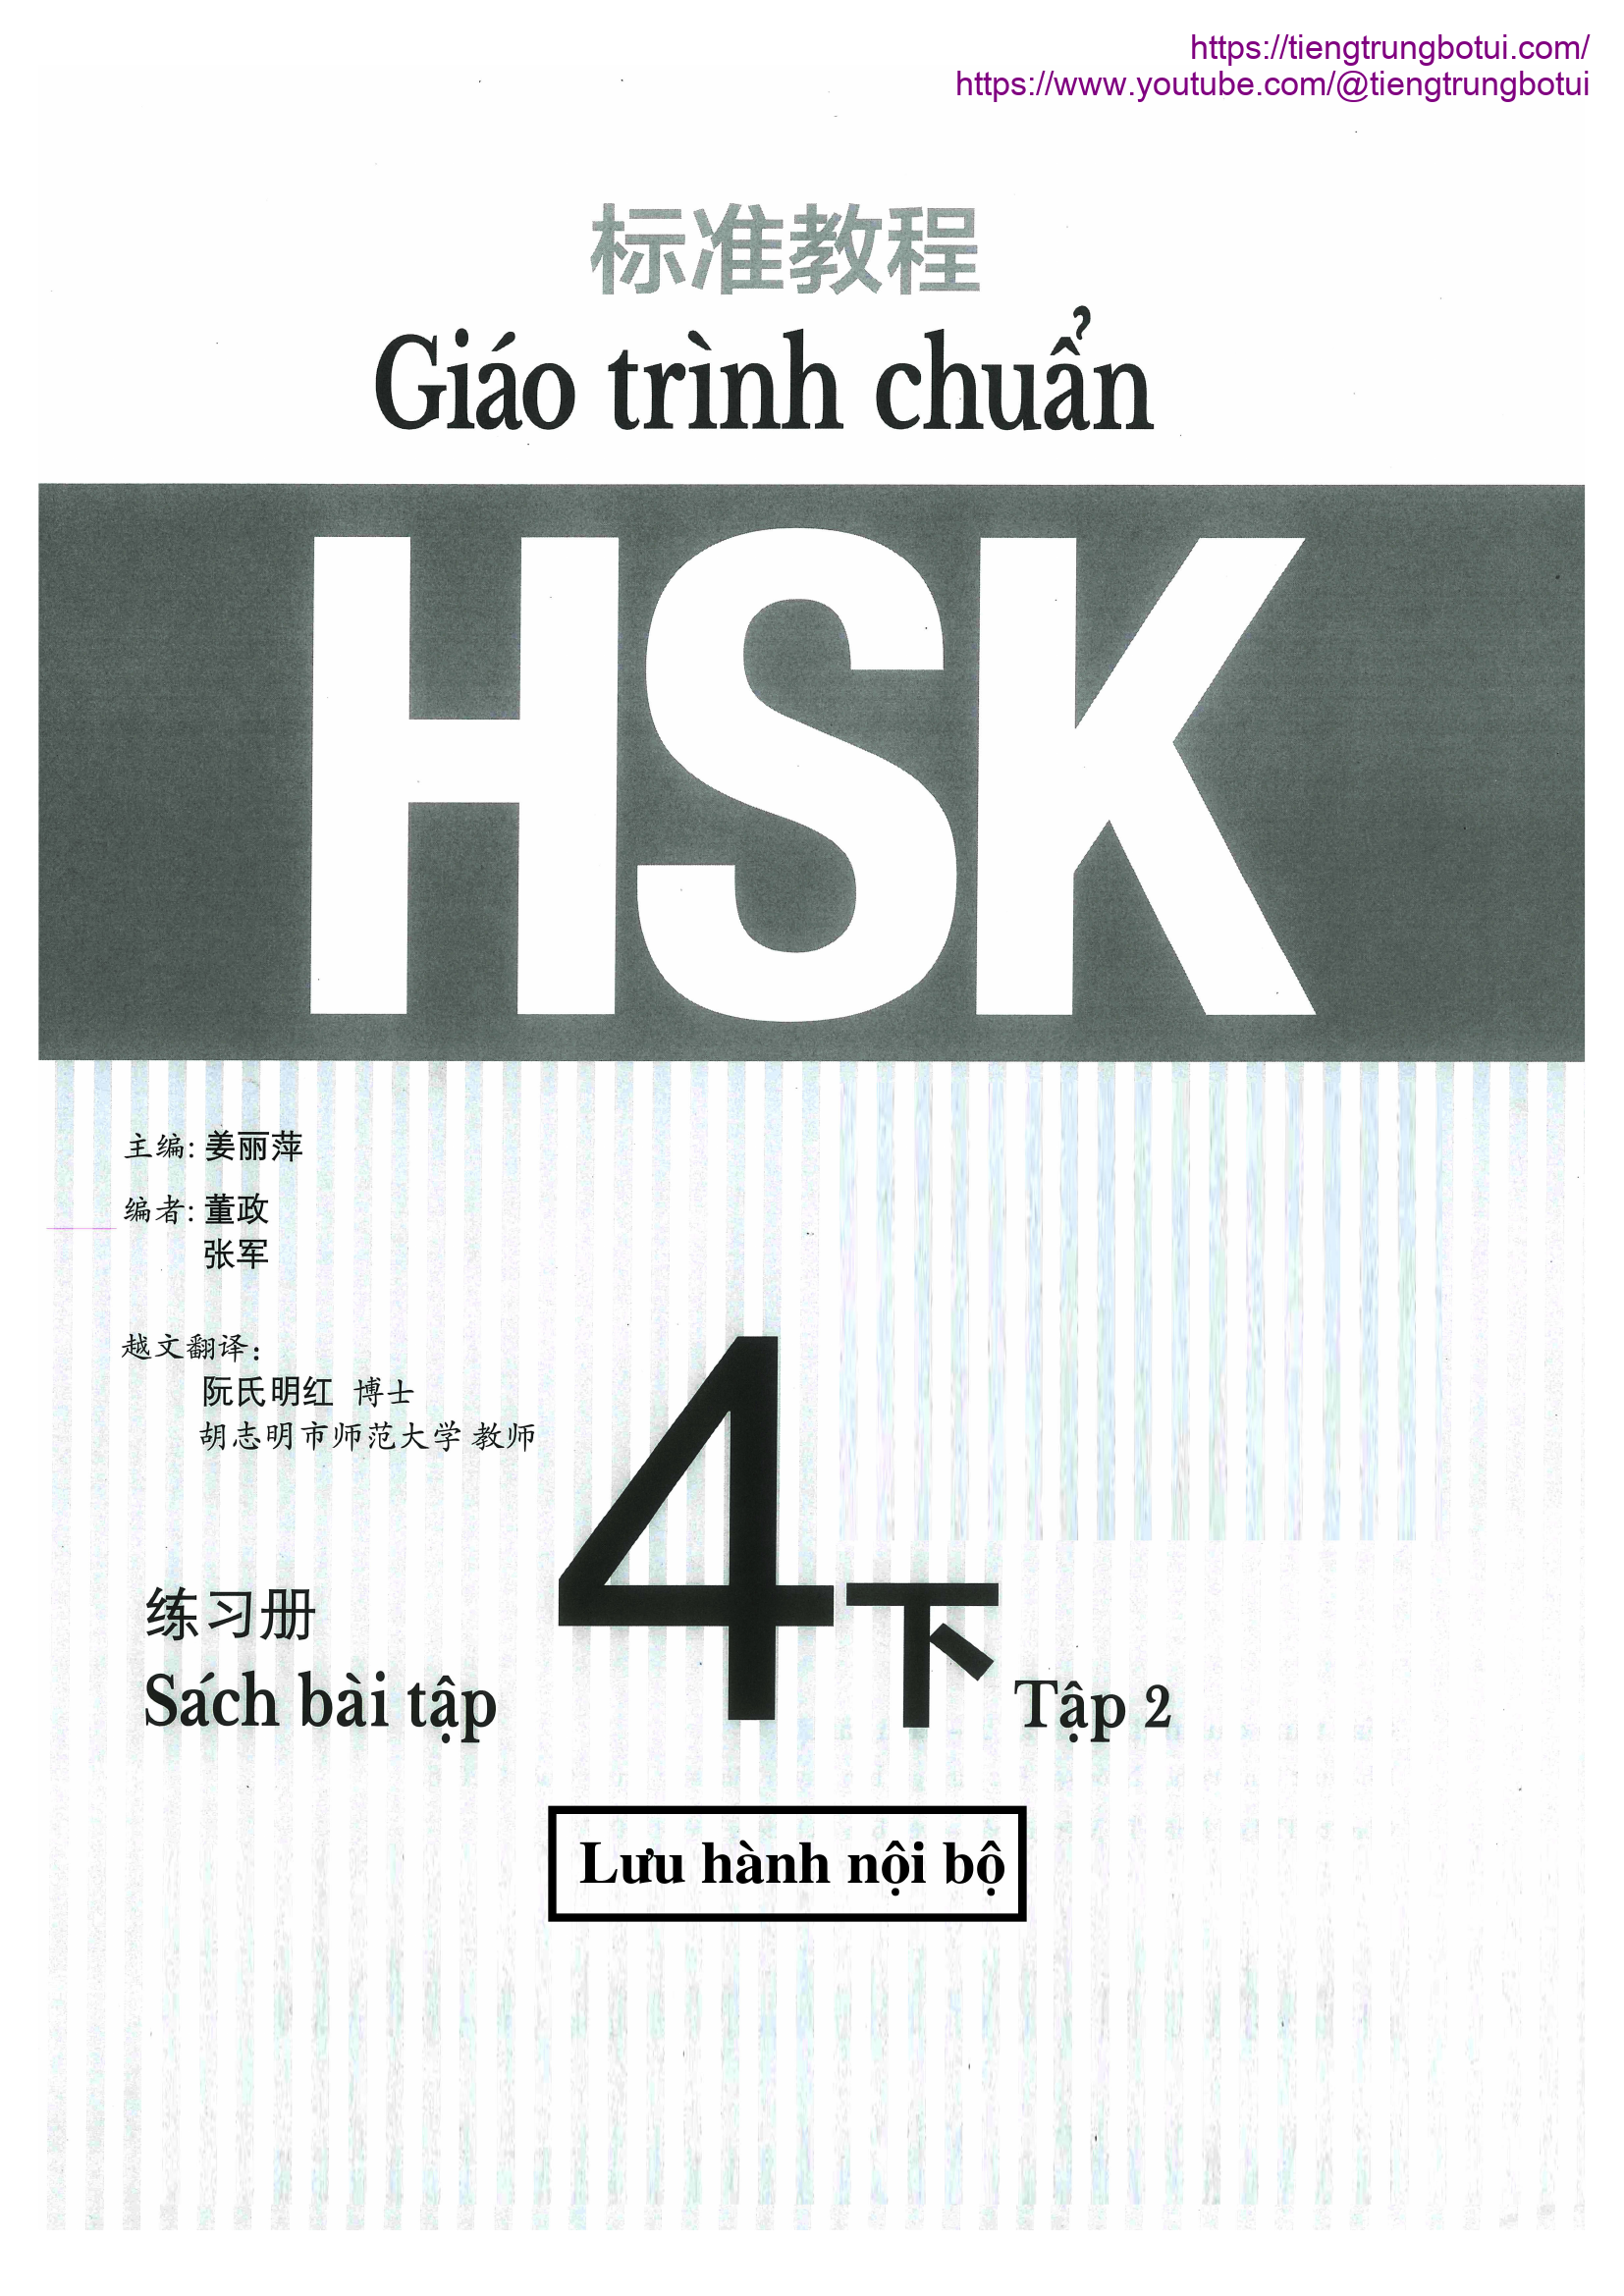 https://tiengtrungbotui.com/
https://www.youtube.com/@tiengtrungbotui
标准教程
Giáo trình chuẩn
HSK
主编: 姜丽萍
编者: 董政
张军
越文翻译:
阮氏明红 博士
胡志明市师范大学 教师
练习册
Sách bài tập
4下
Tập 2
Lưu hành nội bộ